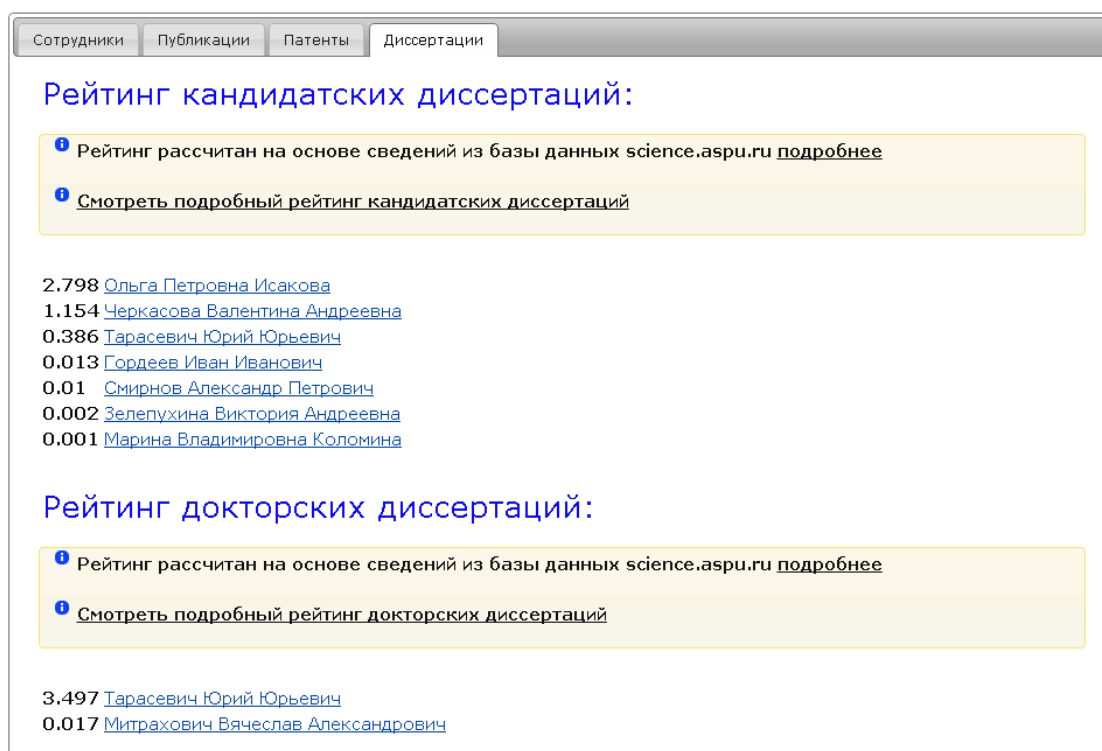 Сотрудники Публикации Патенты Диссертации
Рейтинг кандидатских диссертаций:
Рейтинг рассчитан на основе сведений из базы данных science.aspu.ru подробнее
Смотреть подробный рейтинг кандидатских диссертаций
2.798 Ольга Петровна Исакова
1.154 Черкасова Валентина Андреевна
0.386 Тарасевич Юрий Юрьевич
0.013 Гордеев Иван Иванович
0.01 Смирнов Александр Петрович
0.002 Зелепухина Виктория Андреевна
0.001 Марина Владимировна Коломина
Рейтинг докторских диссертаций:
Рейтинг рассчитан на основе сведений из базы данных science.aspu.ru подробнее
Смотреть подробный рейтинг докторских диссертаций
3.497 Тарасевич Юрий Юрьевич
0.017 Митрахович Вячеслав Александрович